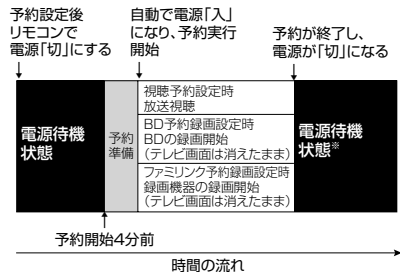 予約設定後
リモコンで
電源「切」にする
自動で電源「入」
になり、予約実行
開始
予約が終了し、
電源が「切」になる
電源待機
状態
予約
準備
視聴予約設定時
放送視聴
BD予約録画設定時
BDの録画開始
（テレビ画面は消えたまま）
ファミリンク予約録画設定時
録画機器の録画開始
（テレビ画面は消えたまま）
電源待機
状態※
予約開始4分前
時間の流れ